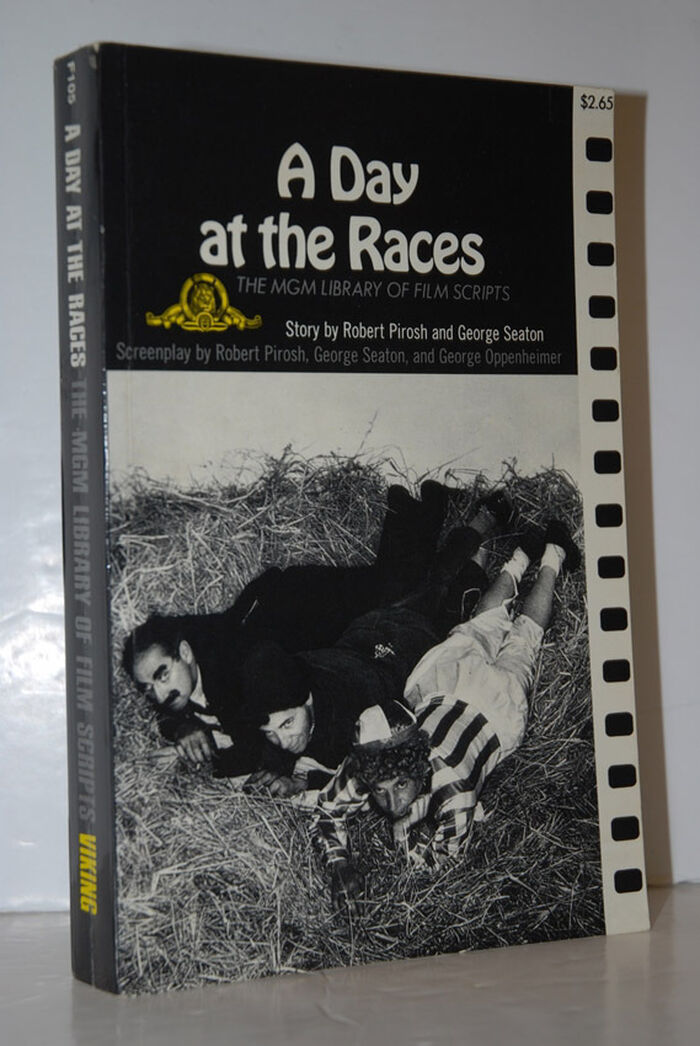 F105 A DAY AT THE RACES THE MGM LIBRARY OF FILM SCRIPTS VIKING
$2.65
A Day
at the Races
THE MGM LIBRARY OF FILM SCRIPTS
Story by Robert Pirosh and George Seaton
Screenplay by Robert Pirosh, George Seaton, and George Oppenheimer